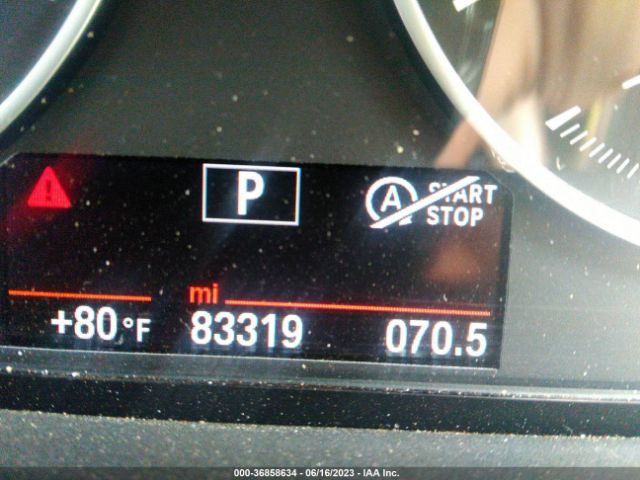 P
A START
STOP
mi
+80°F 83319 070.5
000-36858634 - 06/16/2023 - IAA Inc.